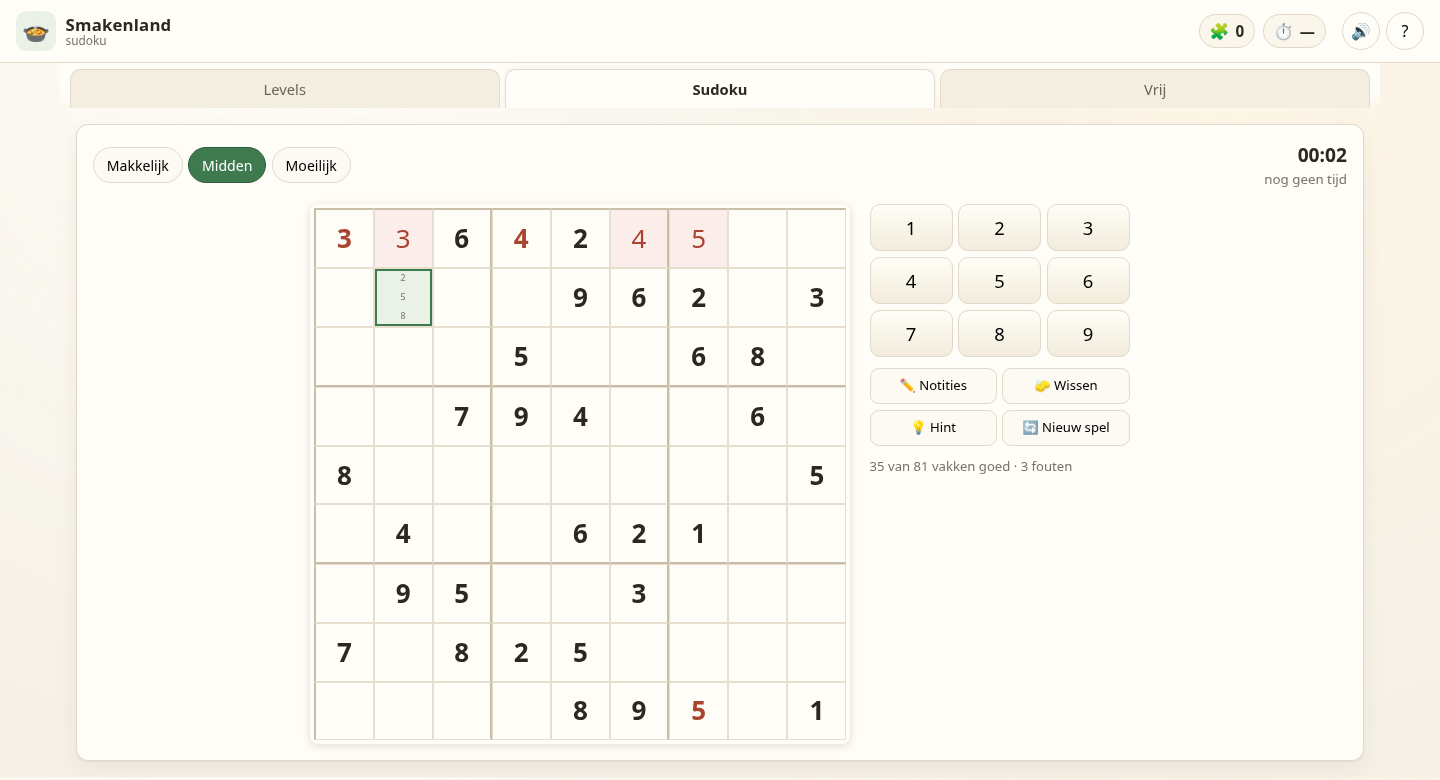 Smakenland
sudoku
0
—
?
Levels
Sudoku
Vrij
Makkelijk
Midden
Moeilijk
00:02
nog geen tijd
3 3 6 4 2 4 5
2
5
8
9 6 2 3
5 6 8
7 9 4 6
8 5
4 6 2 1
9 5 3
7 8 2 5
8 9 5 1
1 2 3
4 5 6
7 8 9
Notities
Wissen
Hint
Nieuw spel
35 van 81 vakken goed · 3 fouten